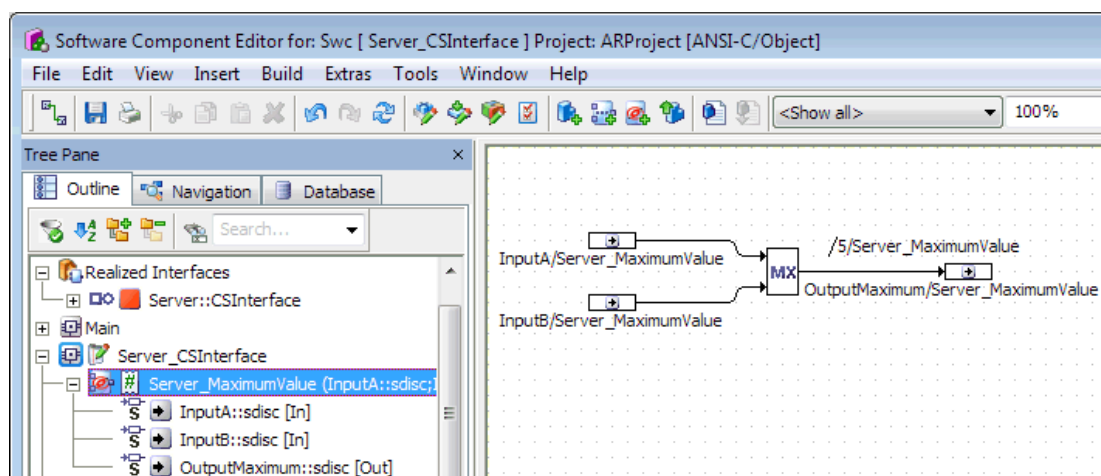 Software Component Editor for: Swc [ Server_CSInterface ] Project: ARProject [ANSI-C/Object]
File Edit View Insert Build Extras Tools Window Help
<Show all> 100%
Tree Pane
Outline Navigation Database
Search...
Realized Interfaces
Server::CSInterface
Main
Server_CSInterface
Server_MaximumValue (InputA::sdisc;
InputA::sdisc [In]
InputB::sdisc [In]
OutputMaximum::sdisc [Out]
InputA/Server_MaximumValue
/5/Server_MaximumValue
MX
OutputMaximum/Server_MaximumValue
InputB/Server_MaximumValue